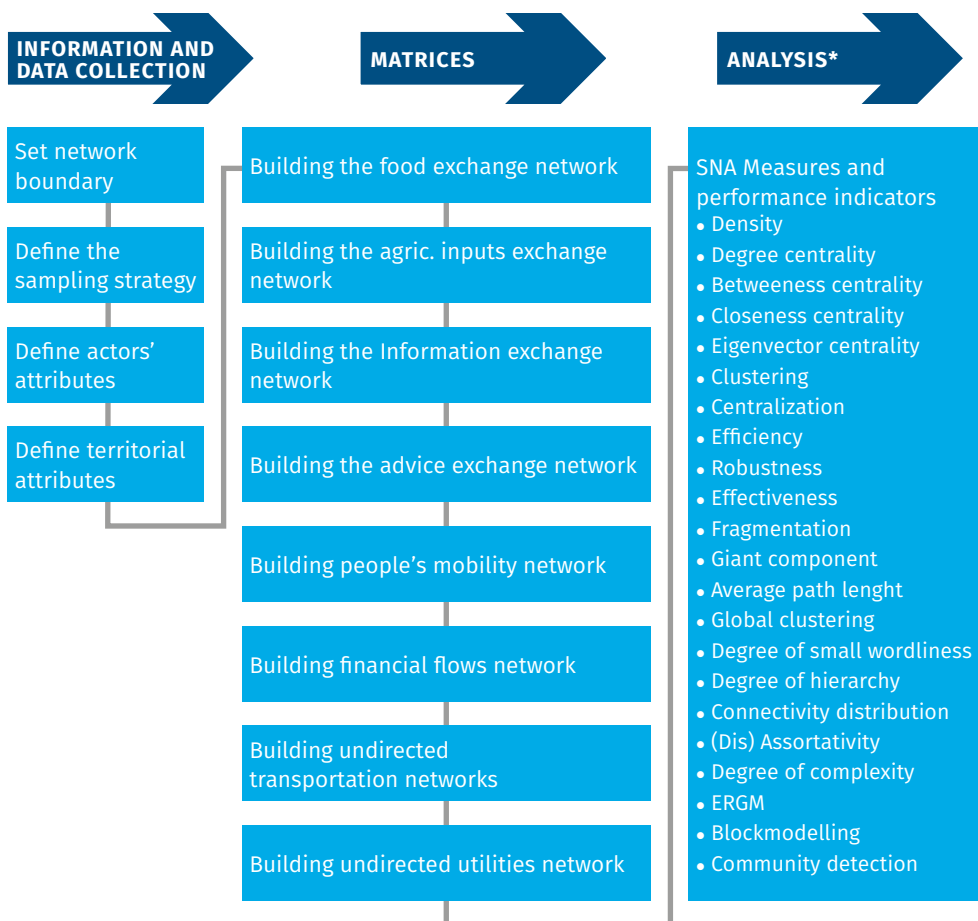 INFORMATION AND
DATA COLLECTION
MATRICES
ANALYSIS*
Set network
boundary
Define the
sampling strategy
Define actors'
attributes
Define territorial
attributes
Building the food exchange network
Building the agric. inputs exchange
network
Building the Information exchange
network
Building the advice exchange network
Building people's mobility network
Building financial flows network
Building undirected
transportation networks
Building undirected utilities network
SNA Measures and
performance indicators
• Density
• Degree centrality
• Betweeness centrality
• Closeness centrality
• Eigenvector centrality
• Clustering
• Centralization
• Efficiency
• Robustness
• Effectiveness
• Fragmentation
• Giant component
• Average path lenght
• Global clustering
• Degree of small wordliness
• Degree of hierarchy
• Connectivity distribution
• (Dis) Assortativity
• Degree of complexity
• ERGM
• Blockmodelling
• Community detection